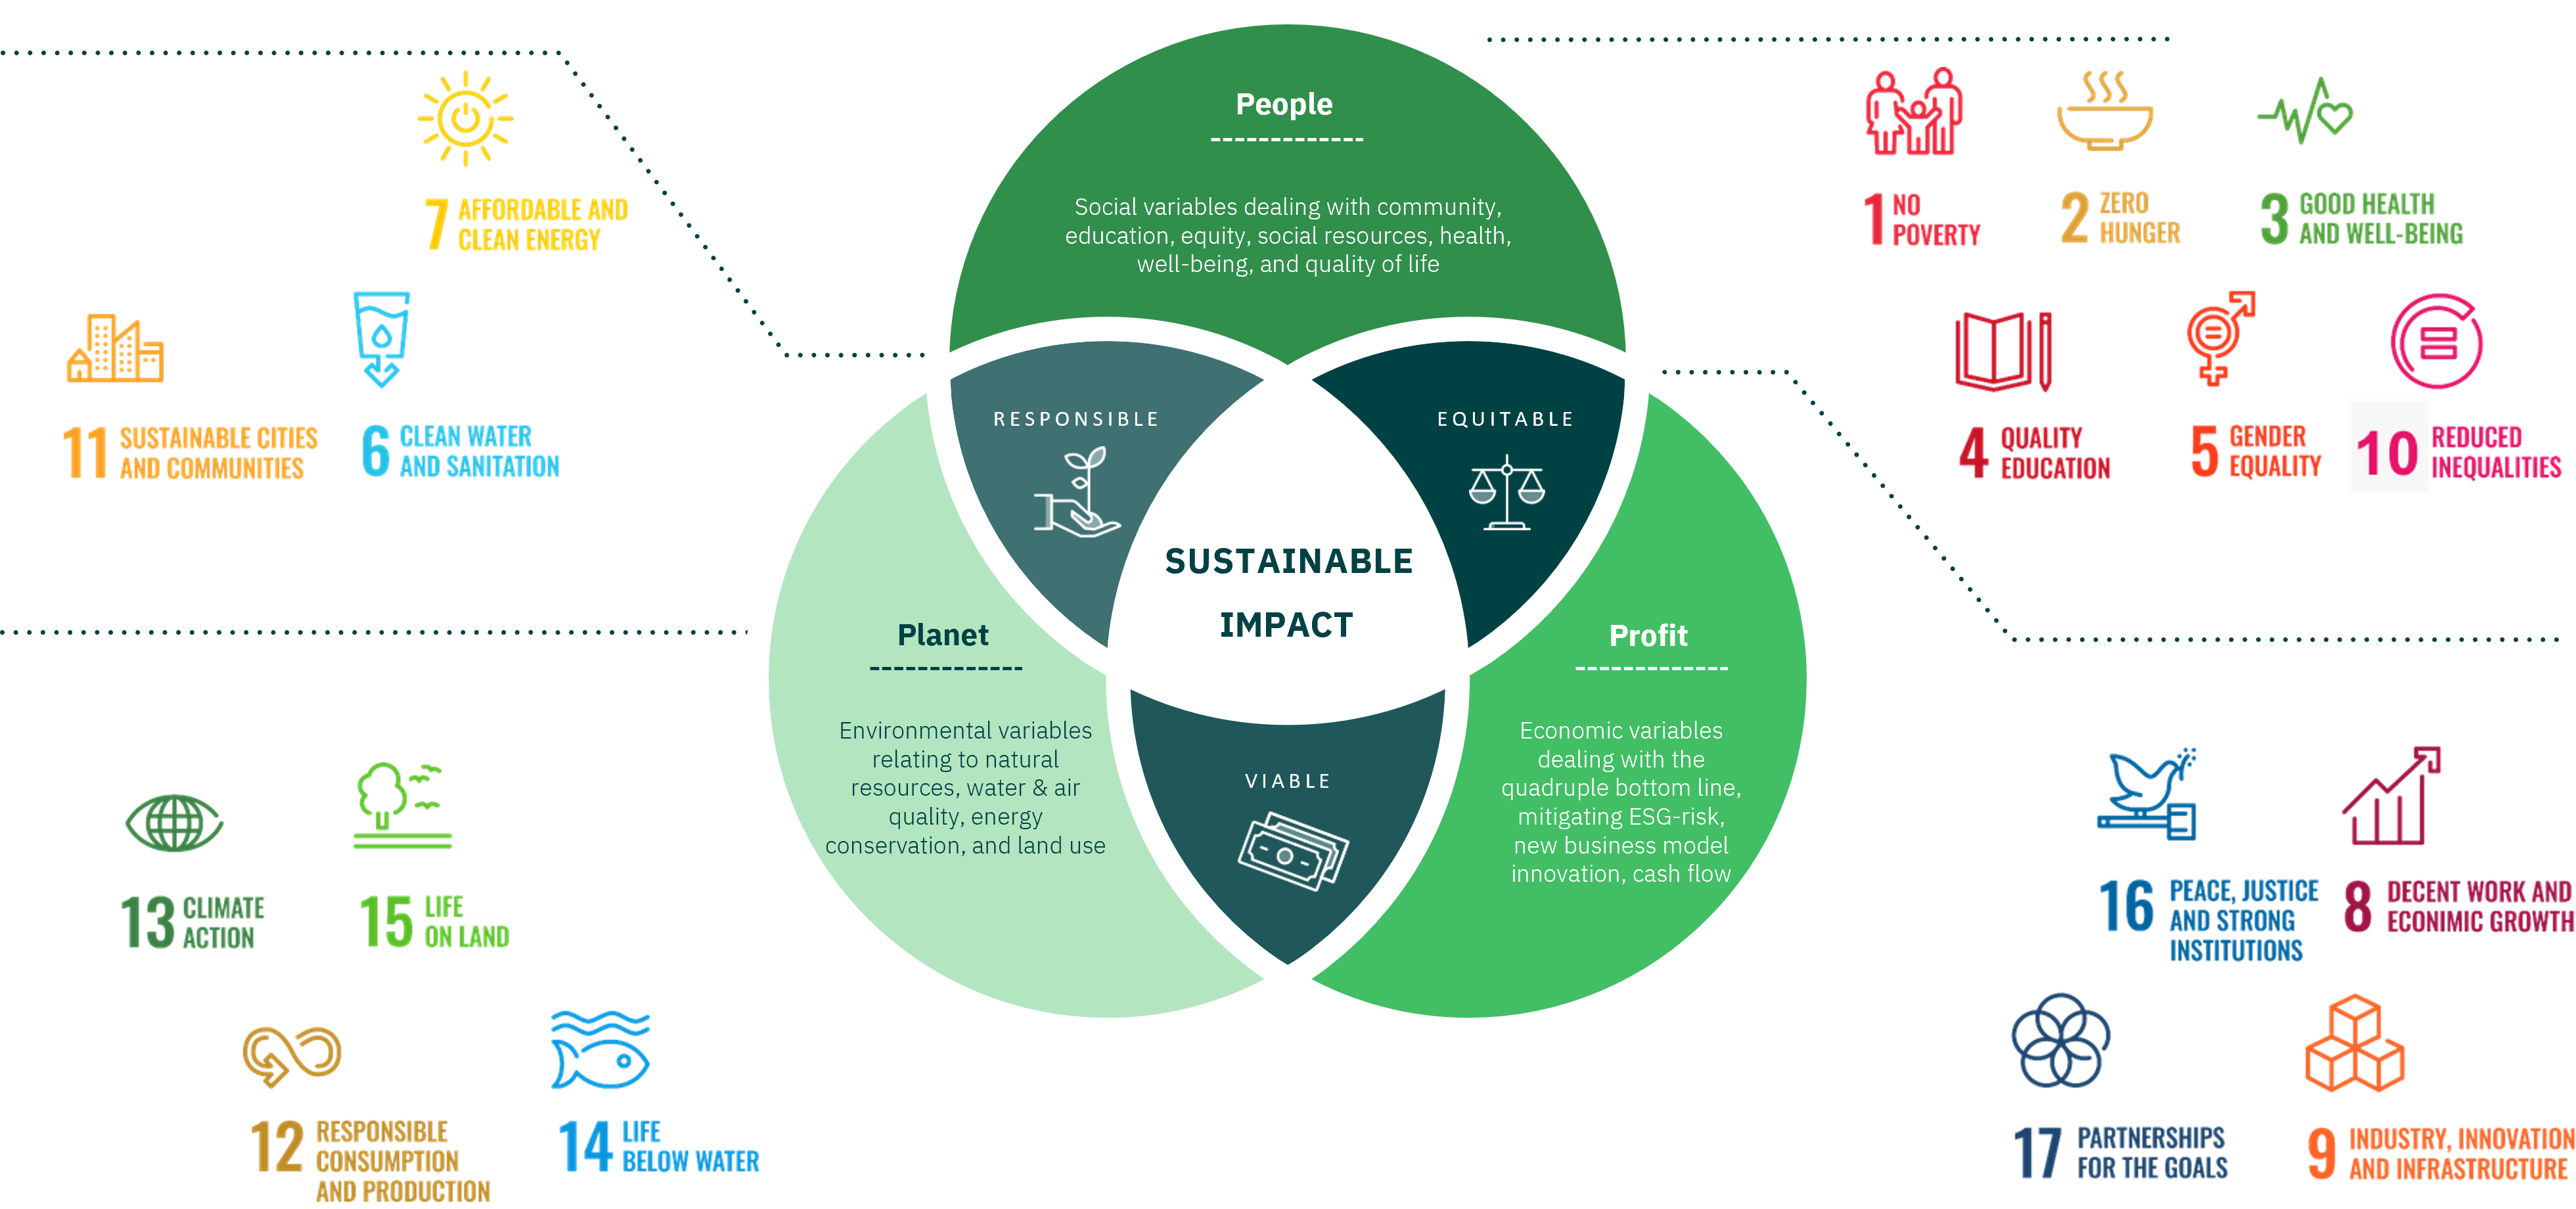 People
Social variables dealing with community,
education, equity, social resources, health,
well-being, and quality of life
RESPONSIBLE
EQUITABLE
SUSTAINABLE
IMPACT
VIABLE
Planet
Environmental variables
relating to natural
resources, water & air
quality, energy
conservation, and land use
Profit
Economic variables
dealing with the
quadruple bottom line,
mitigating ESG-risk,
new business model
innovation, cash flow
7 AFFORDABLE AND
CLEAN ENERGY
11 SUSTAINABLE CITIES
AND COMMUNITIES
6 CLEAN WATER
AND SANITATION
13 CLIMATE
ACTION
15 LIFE
ON LAND
12 RESPONSIBLE
CONSUMPTION
AND PRODUCTION
14 LIFE
BELOW WATER
1 NO
POVERTY
2 ZERO
HUNGER
3 GOOD HEALTH
AND WELL-BEING
4 QUALITY
EDUCATION
5 GENDER
EQUALITY
10 REDUCED
INEQUALITIES
16 PEACE, JUSTICE
AND STRONG
INSTITUTIONS
8 DECENT WORK AND
ECONIMIC GROWTH
17 PARTNERSHIPS
FOR THE GOALS
9 INDUSTRY, INNOVATION
AND INFRASTRUCTURE